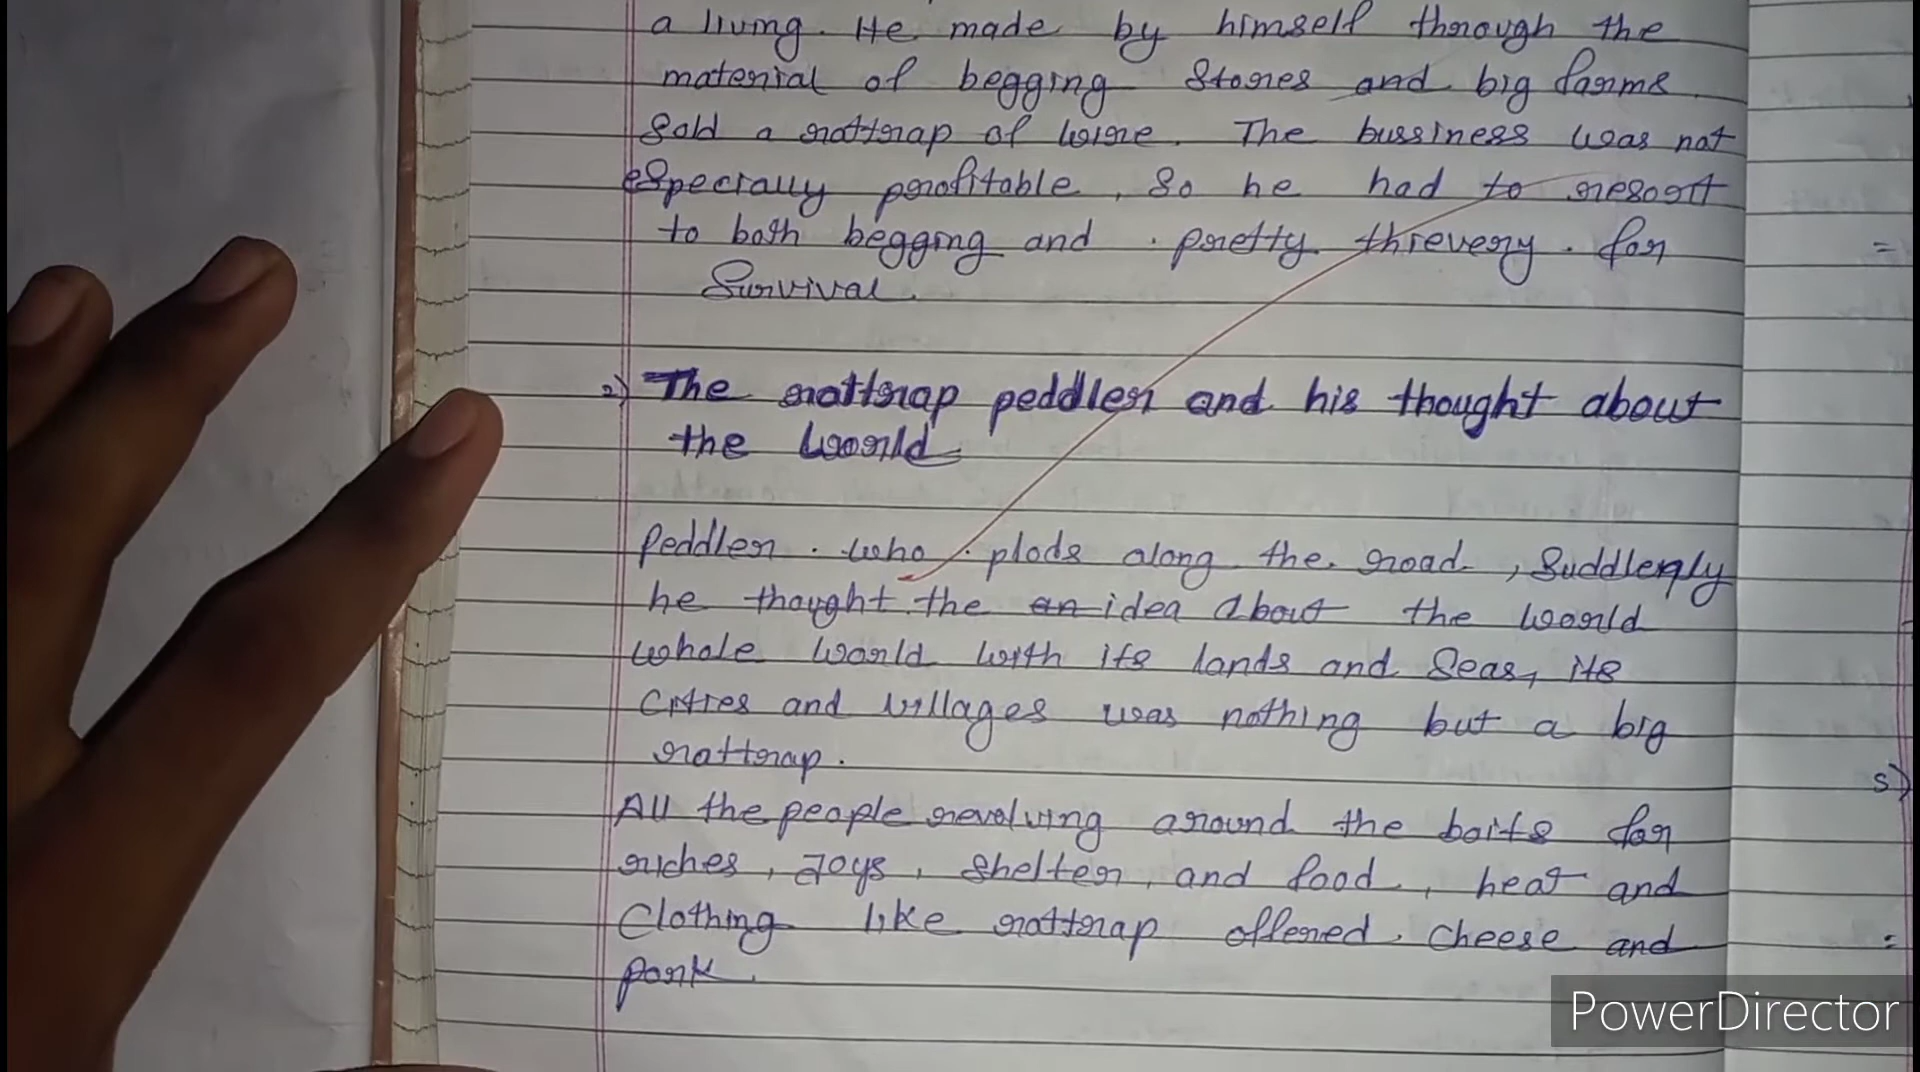 a living. He made by himself through the
material of begging stores and big farms
sold a rattrap of wire. The bussiness was not
especially profitable, so he had to resort
to both begging and pretty threvery. for
Survival.
2) The rattrap peddler and his thought about
the world
Peddler. who. plods along the. road, Suddlenly
he thought the an idea about the world
whole world with its lands and Seas, its
Cities and villages was nothing but a big
rattrap.
All the people revolving around the baits for
riches, Joys, shelter, and food, heat and
Clothing like rattrap offered. cheese and
pork.
=
5)
=
PowerDirector